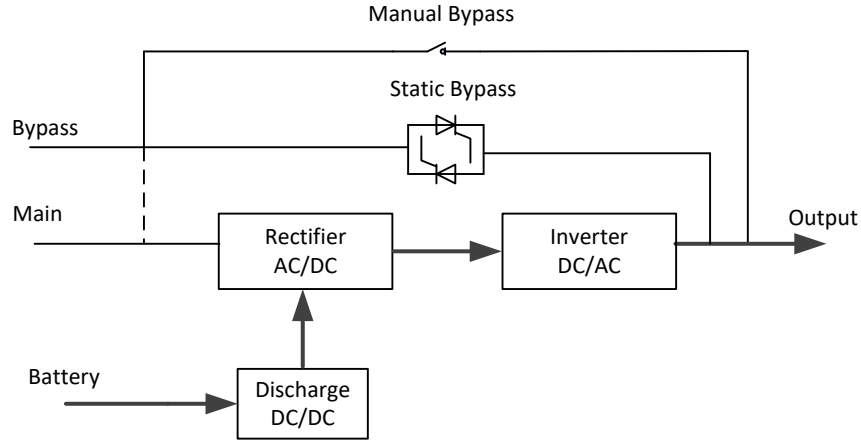 Manual Bypass
Static Bypass
Bypass
Main
Rectifier
AC/DC
Inverter
DC/AC
Output
Battery
Discharge
DC/DC